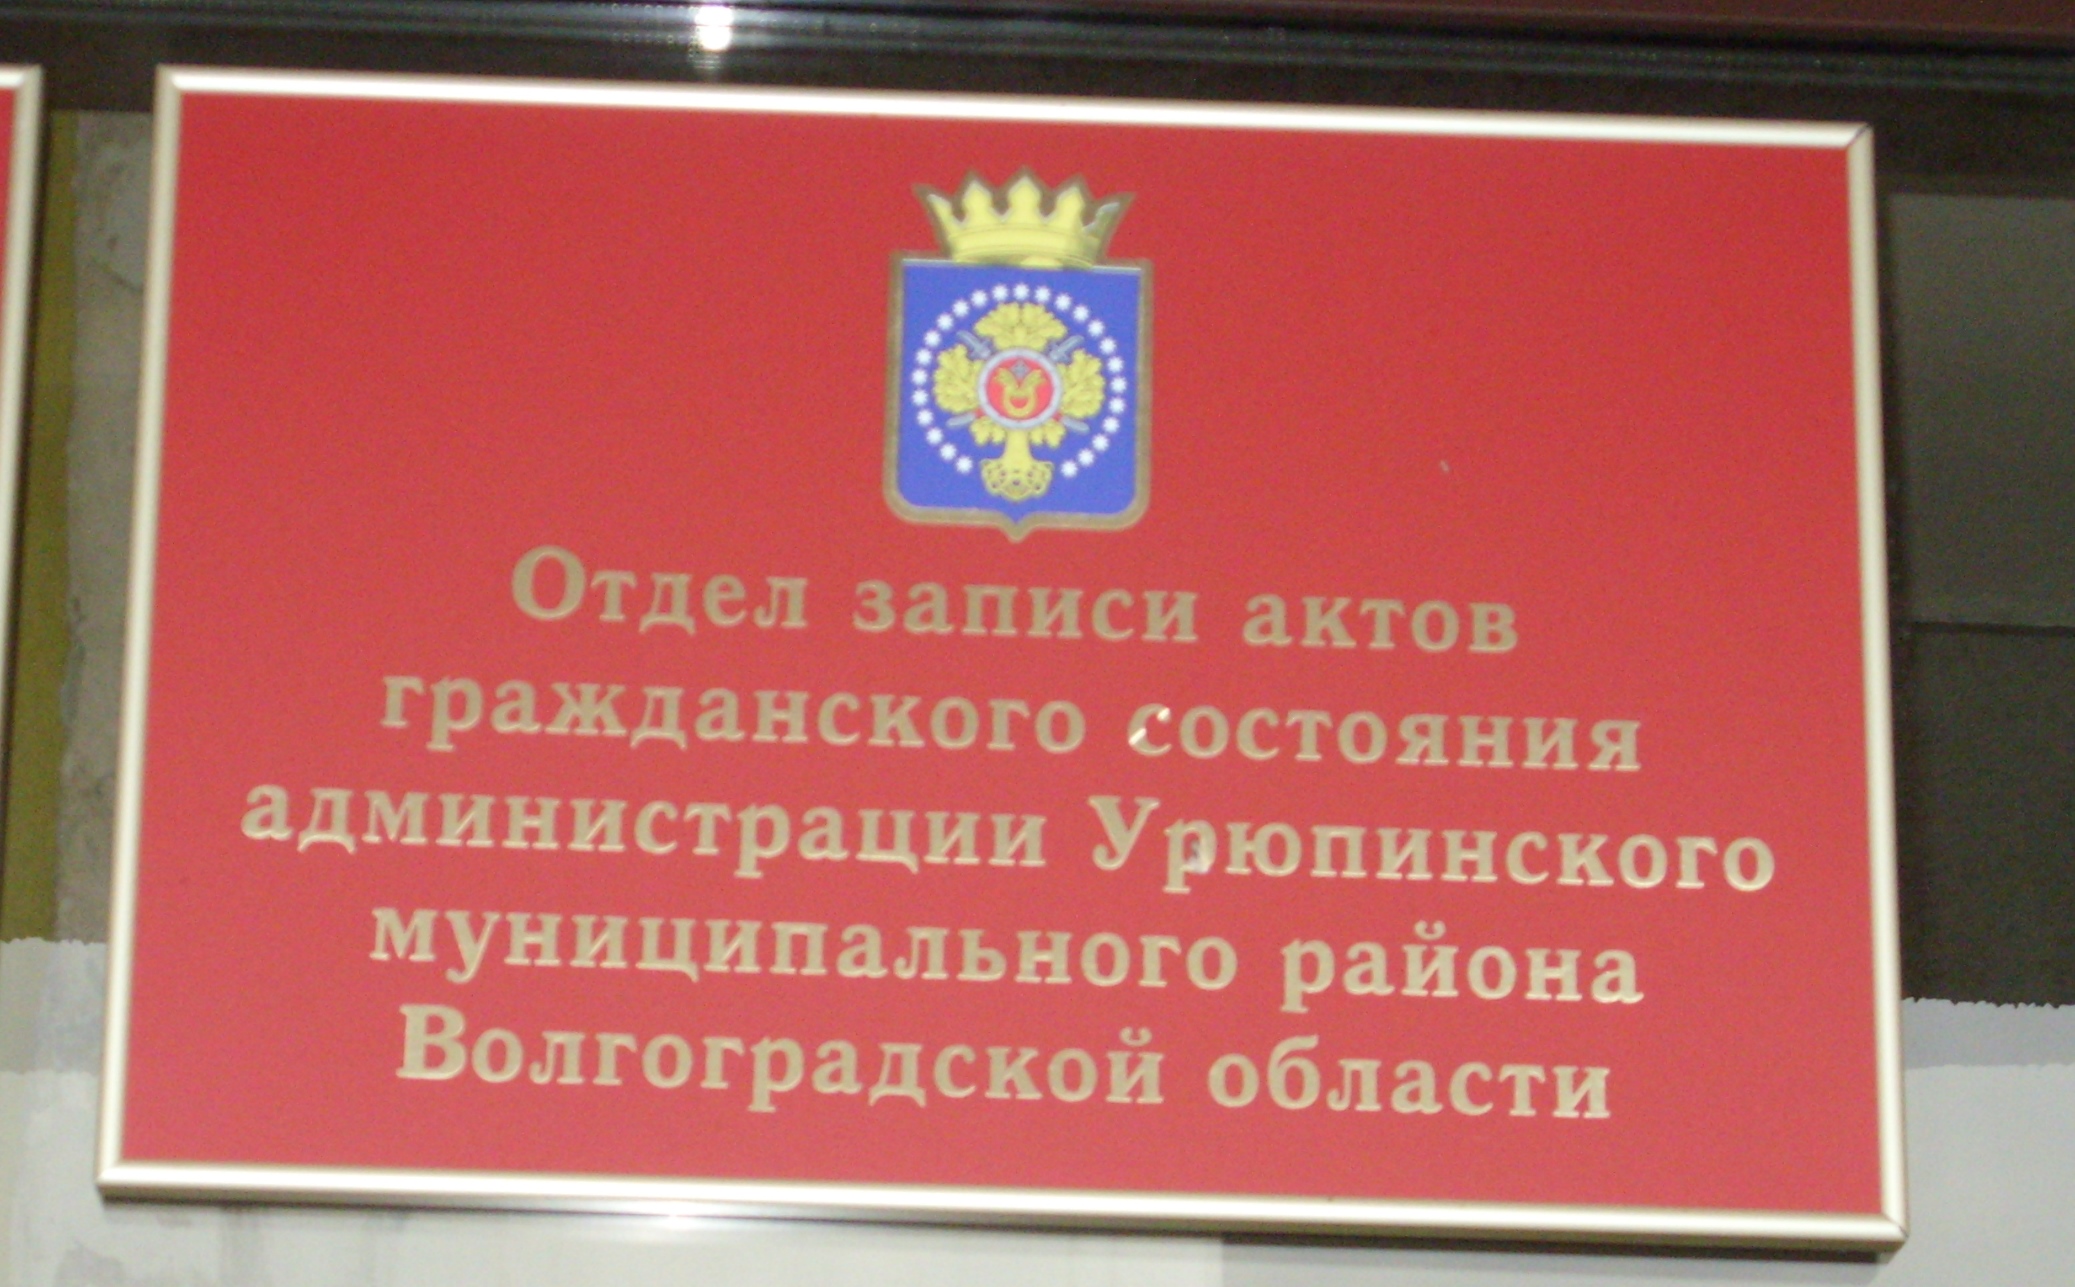 Отдел записи актов
гражданского состояния
администрации Урюпинского
муниципального района
Волгоградской области